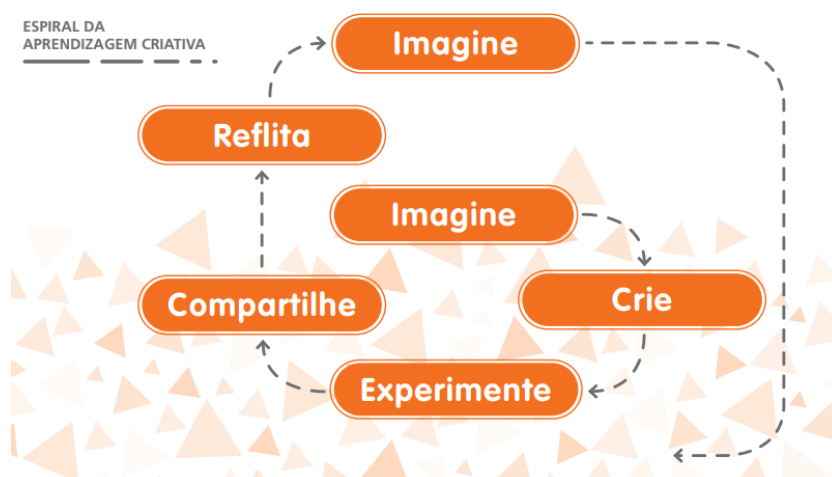 ESPIRAL DA
APRENDIZAGEM CRIATIVA
Imagine
Reflita
Imagine
Compartilhe
Crie
Experimente